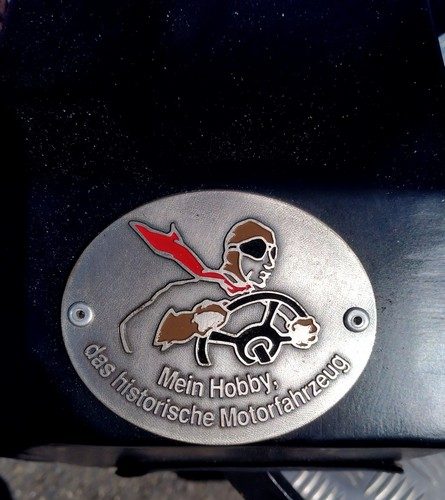 Mein Hobby,
das historische Motorfahrzeug